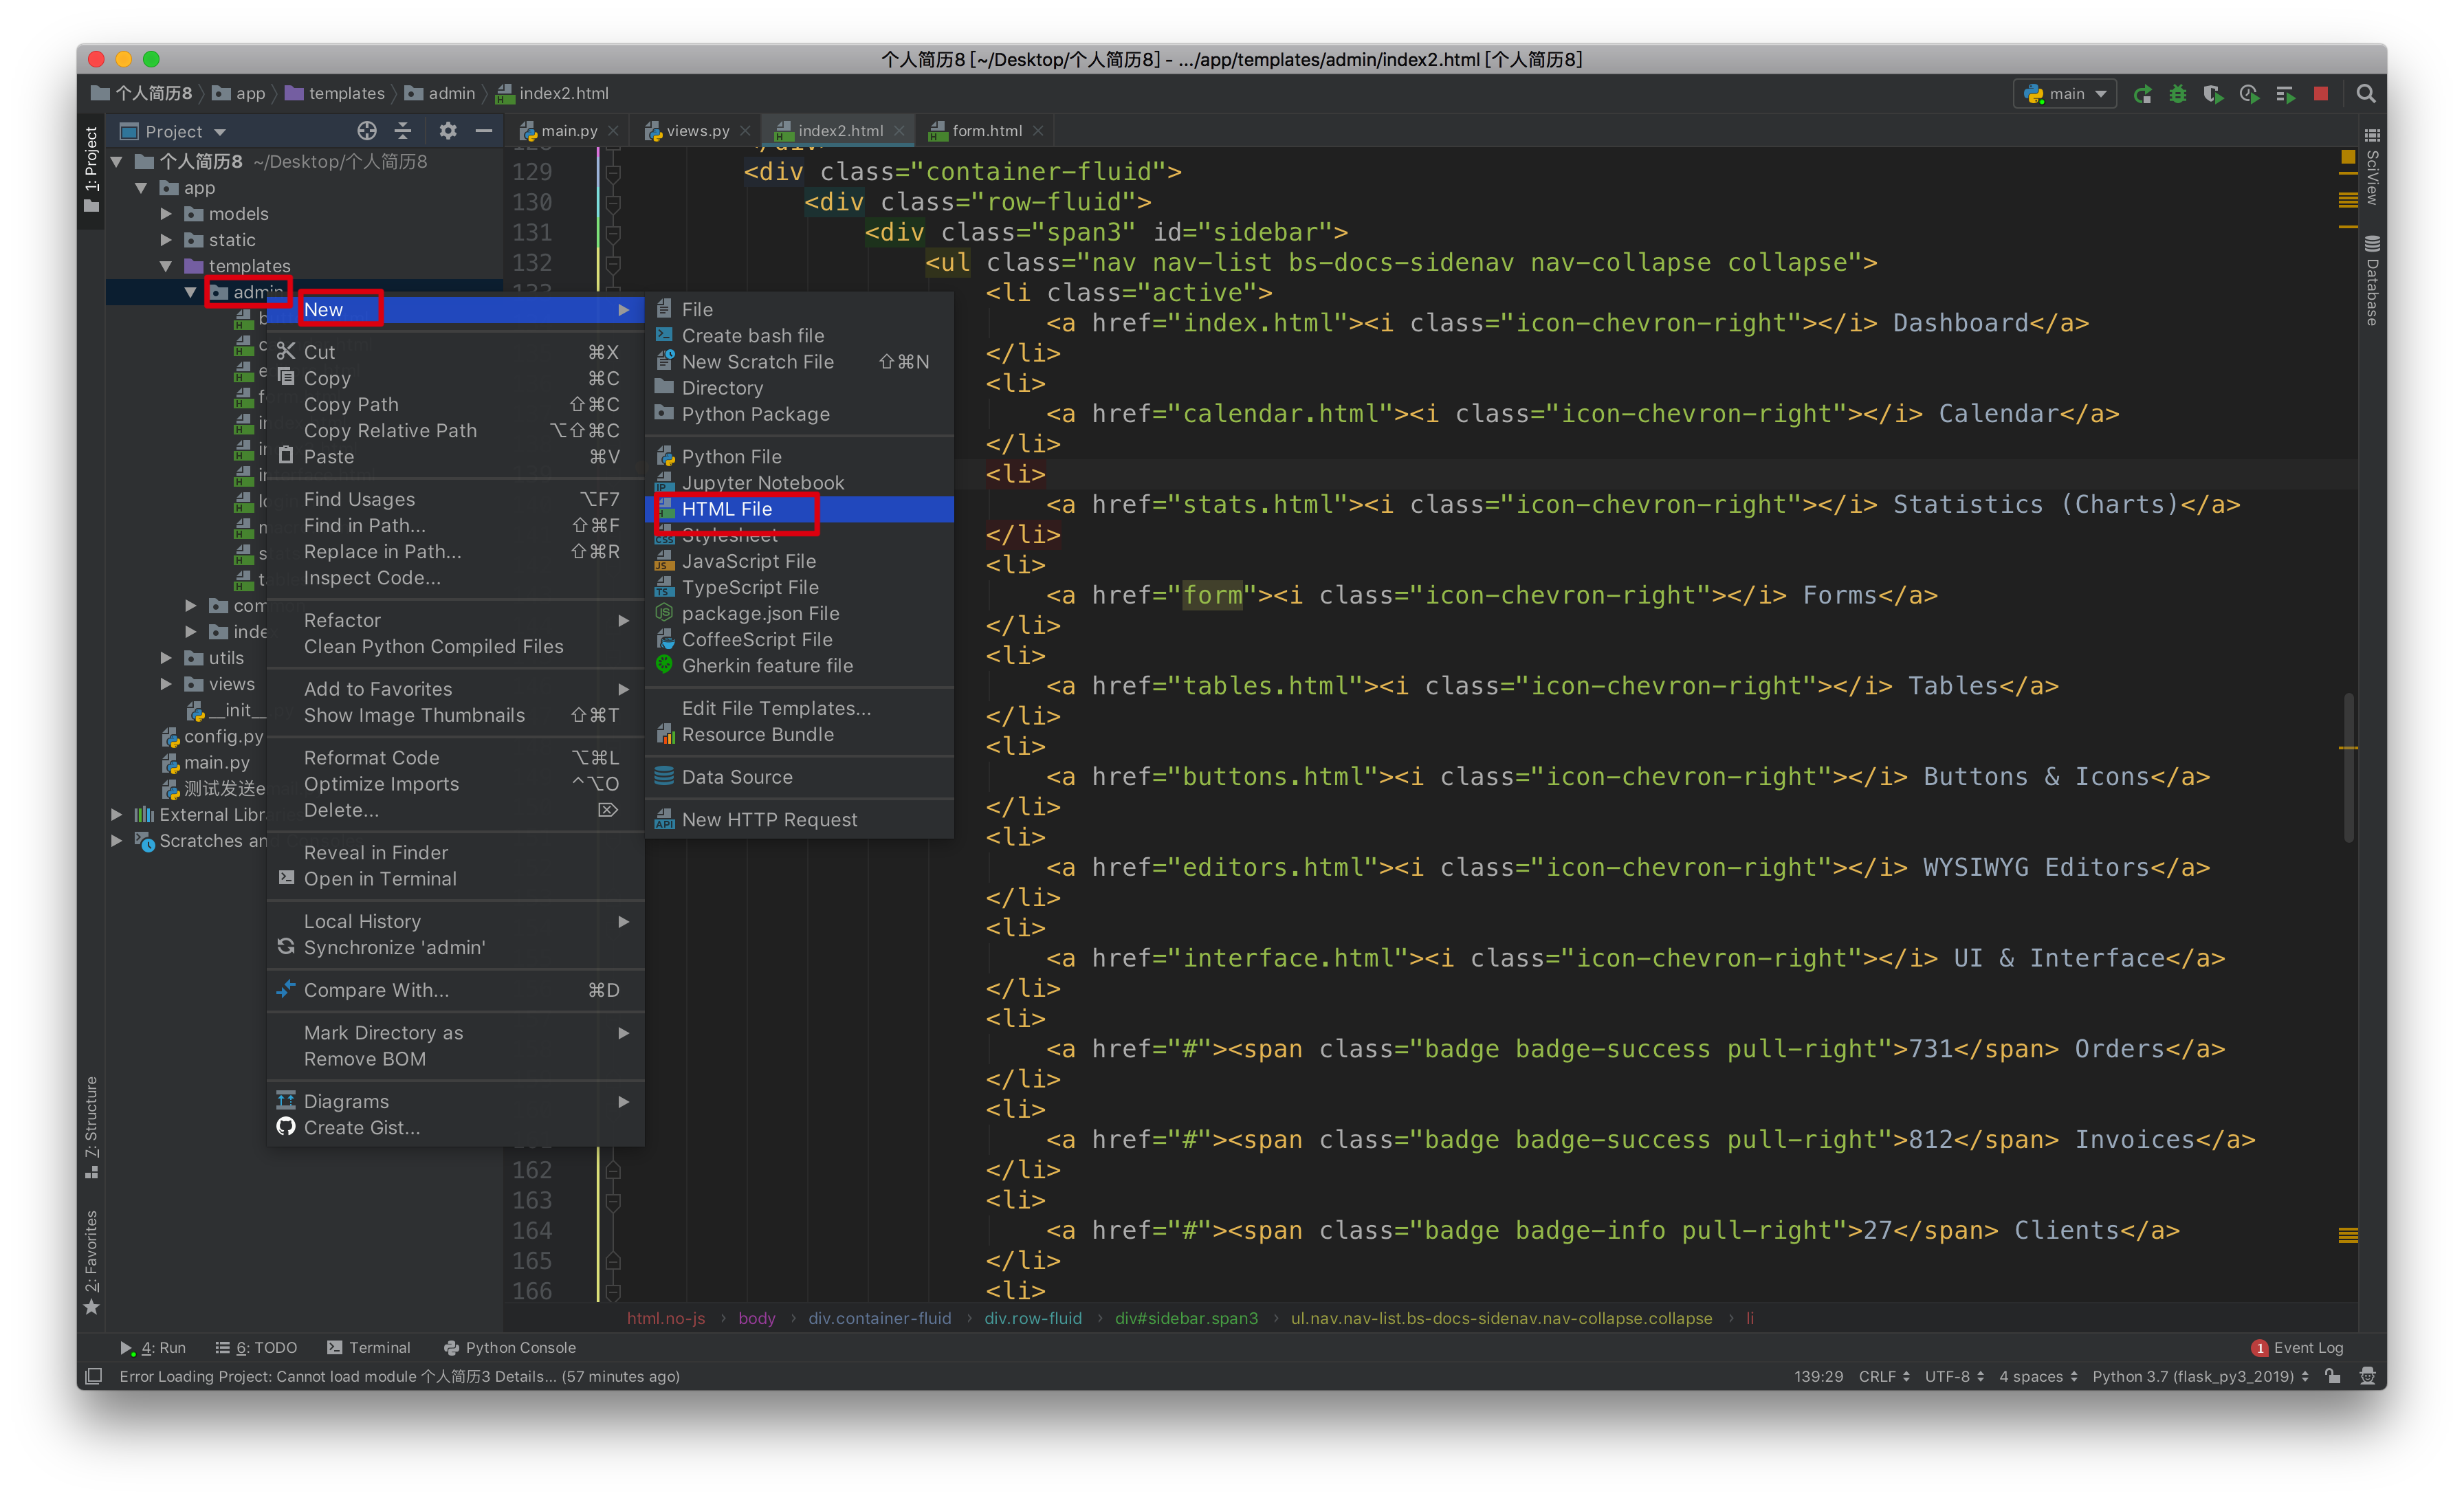 个人简历8 [~/Desktop/个人简历8] - .../app/templates/admin/index2.html [个人简历8]
个人简历8 app templates admin index2.html
main
1: Project
Project
main.py views.py index2.html form.html
个人简历8 ~/Desktop/个人简历8
app
models
static
templates
admin
utils
views
__init__
config.py
main.py
测试发送e
External Libr
Scratches and
New
Cut ⌘X
Copy ⌘C
Copy Path ⇧⌘C
Copy Relative Path ⌥⇧⌘C
Paste ⌘V
Find Usages ⌥F7
Find in Path... ⇧⌘F
Replace in Path... ⇧⌘R
Inspect Code...
Refactor
Clean Python Compiled Files
Add to Favorites
Show Image Thumbnails ⇧⌘T
Reformat Code ⌥⌘L
Optimize Imports ^⌥O
Delete... ⌦
Reveal in Finder
Open in Terminal
Local History
Synchronize 'admin'
Compare With... ⌘D
Mark Directory as
Remove BOM
Diagrams
Create Gist...
File
Create bash file
New Scratch File ⇧⌘N
Directory
Python Package
Python File
Jupyter Notebook
HTML File
Stylesheet
JavaScript File
TypeScript File
package.json File
CoffeeScript File
Gherkin feature file
Edit File Templates...
Resource Bundle
Data Source
New HTTP Request
129 <div class="container-fluid">
130 <div class="row-fluid">
131 <div class="span3" id="sidebar">
132 <ul class="nav nav-list bs-docs-sidenav nav-collapse collapse">
<li class="active">
<a href="index.html"><i class="icon-chevron-right"></i> Dashboard</a>
</li>
<li>
<a href="calendar.html"><i class="icon-chevron-right"></i> Calendar</a>
</li>
<li>
<a href="stats.html"><i class="icon-chevron-right"></i> Statistics (Charts)</a>
</li>
<li>
<a href="form"><i class="icon-chevron-right"></i> Forms</a>
</li>
<li>
<a href="tables.html"><i class="icon-chevron-right"></i> Tables</a>
</li>
<li>
<a href="buttons.html"><i class="icon-chevron-right"></i> Buttons & Icons</a>
</li>
<li>
<a href="editors.html"><i class="icon-chevron-right"></i> WYSIWYG Editors</a>
</li>
<li>
<a href="interface.html"><i class="icon-chevron-right"></i> UI & Interface</a>
</li>
<li>
<a href="#"><span class="badge badge-success pull-right">731</span> Orders</a>
</li>
<li>
<a href="#"><span class="badge badge-success pull-right">812</span> Invoices</a>
162 </li>
163 <li>
164 <a href="#"><span class="badge badge-info pull-right">27</span> Clients</a>
165 </li>
166 <li>
html.no-js › body › div.container-fluid › div.row-fluid › div#sidebar.span3 › ul.nav.nav-list.bs-docs-sidenav.nav-collapse.collapse › li
SciView
Database
7: Structure
2: Favorites
4: Run 6: TODO Terminal Python Console
1 Event Log
Error Loading Project: Cannot load module 个人简历3 Details... (57 minutes ago)
139:29 CRLF UTF-8 4 spaces Python 3.7 (flask_py3_2019)